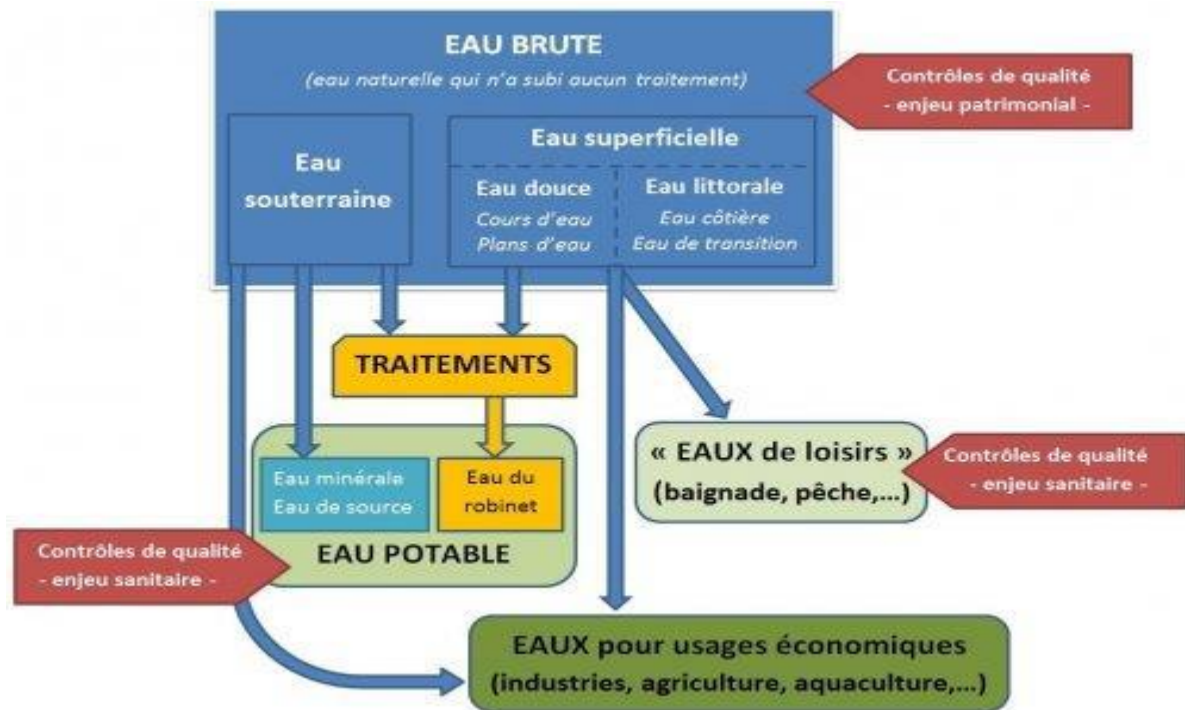 EAU BRUTE
(eau naturelle qui n'a subi aucun traitement)
Contrôles de qualité
- enjeu patrimonial -
Eau
souterraine
Eau superficielle
Eau douce
Cours d'eau
Plans d'eau
Eau littorale
Eau côtière
Eau de transition
TRAITEMENTS
Eau minérale
Eau de source
Eau du
robinet
EAU POTABLE
« EAUX de loisirs »
(baignade, pêche,...)
Contrôles de qualité
- enjeu sanitaire -
Contrôles de qualité
- enjeu sanitaire -
EAUX pour usages économiques
(industries, agriculture, aquaculture,...)